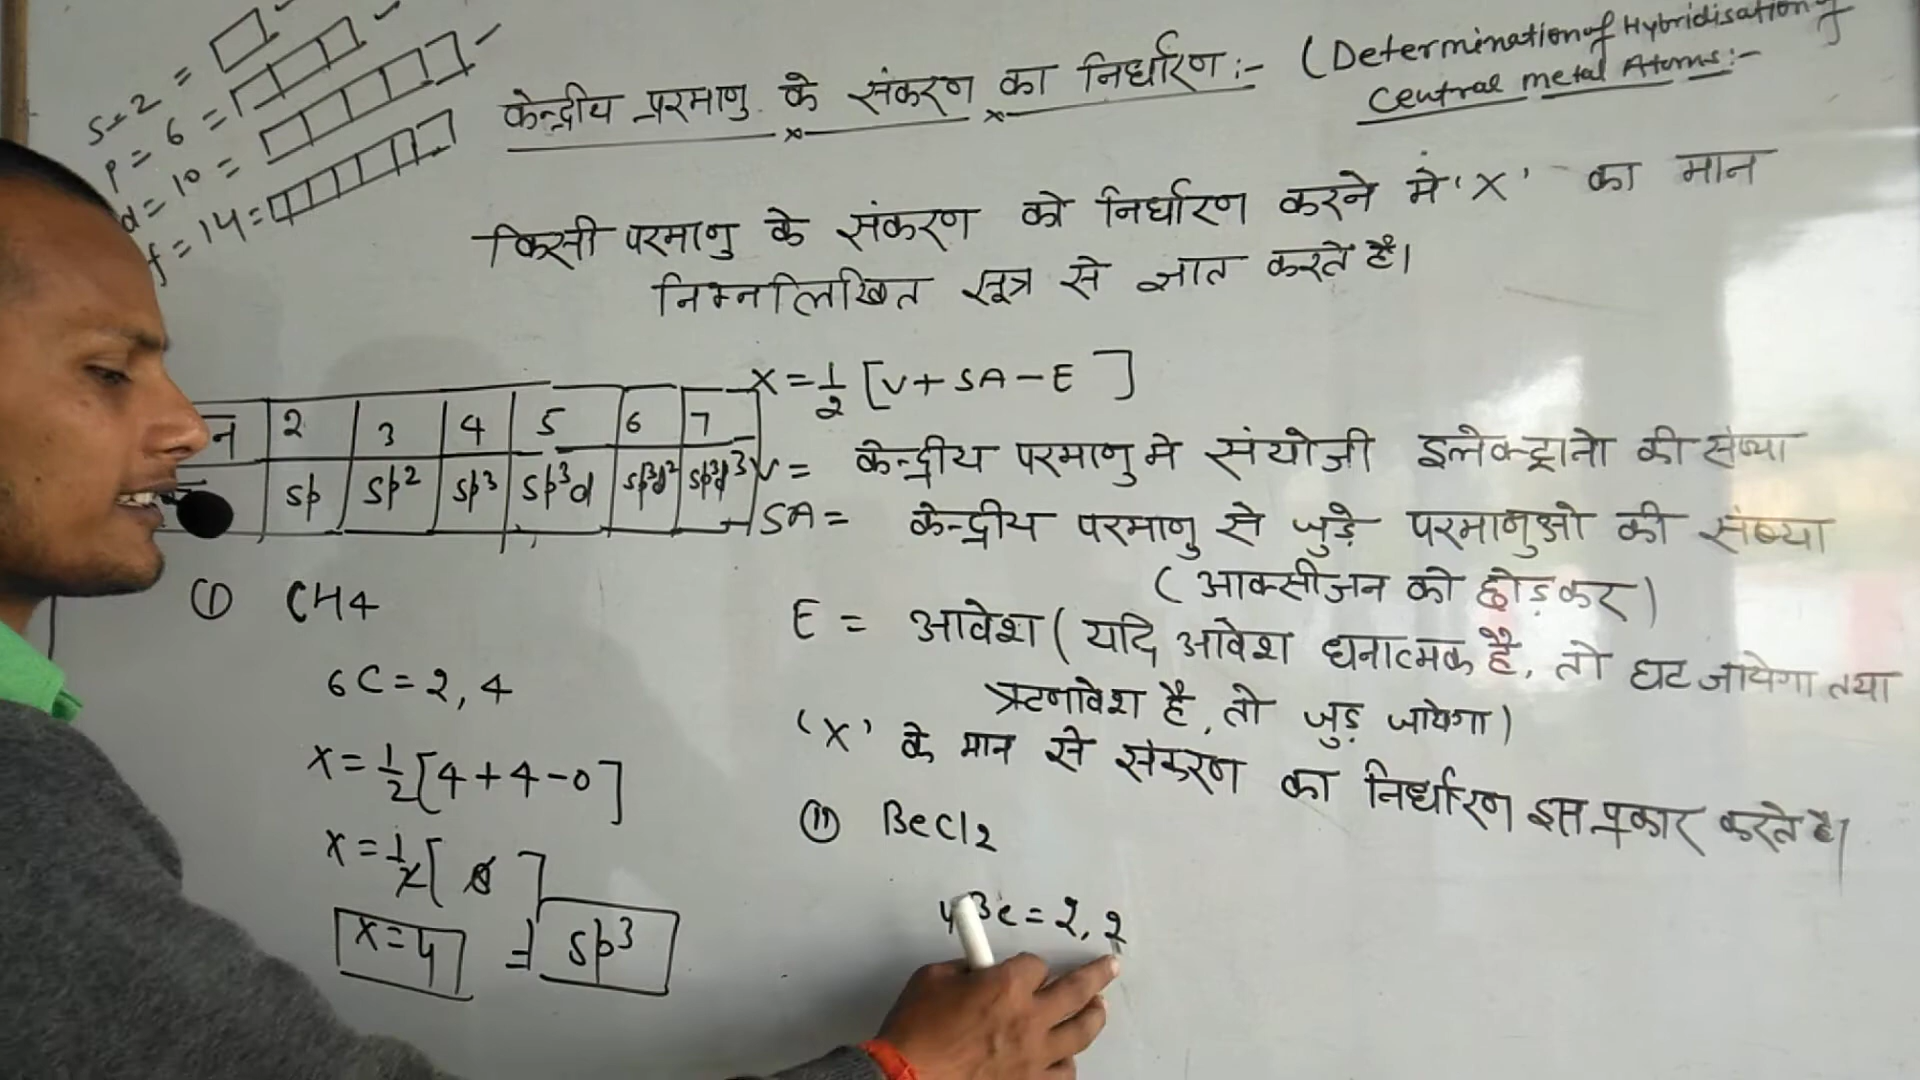 s=2 =
p= 6 =
d=10 =
f=14=
केन्द्रीय परमाणु के संकरण का निर्धारण :- (Determination of Hybridisation of
Central metal Atoms:-
किसी परमाणु के संकरण को निर्धारण करने में 'X' का मान
निम्नलिखित सूत्र से ज्ञात करते है।
X=1/2 [V+SA-E]
न 2 3 4 5 6 7
sp sp2 sp3 sp3d sp3d2 sp3d3
V= केन्द्रीय परमाणु मे संयोजी इलेक्ट्रानो की संख्या
SA= केन्द्रीय परमाणु से जुड़े परमाणुओ की संख्या
(आक्सीजन को छोड़कर)
E = आवेश (यदि आवेश धनात्मक है, तो घट जायेगा तथा
ऋणावेश है, तो जुड़ जायेगा)
'X' के मान से संकरण का निर्धारण इस प्रकार करते है।
① CH4
6C=2,4
X=1/2[4+4-0]
X=1/2[8]
X=4 = sp3
② BeCl2
4Be=2,2